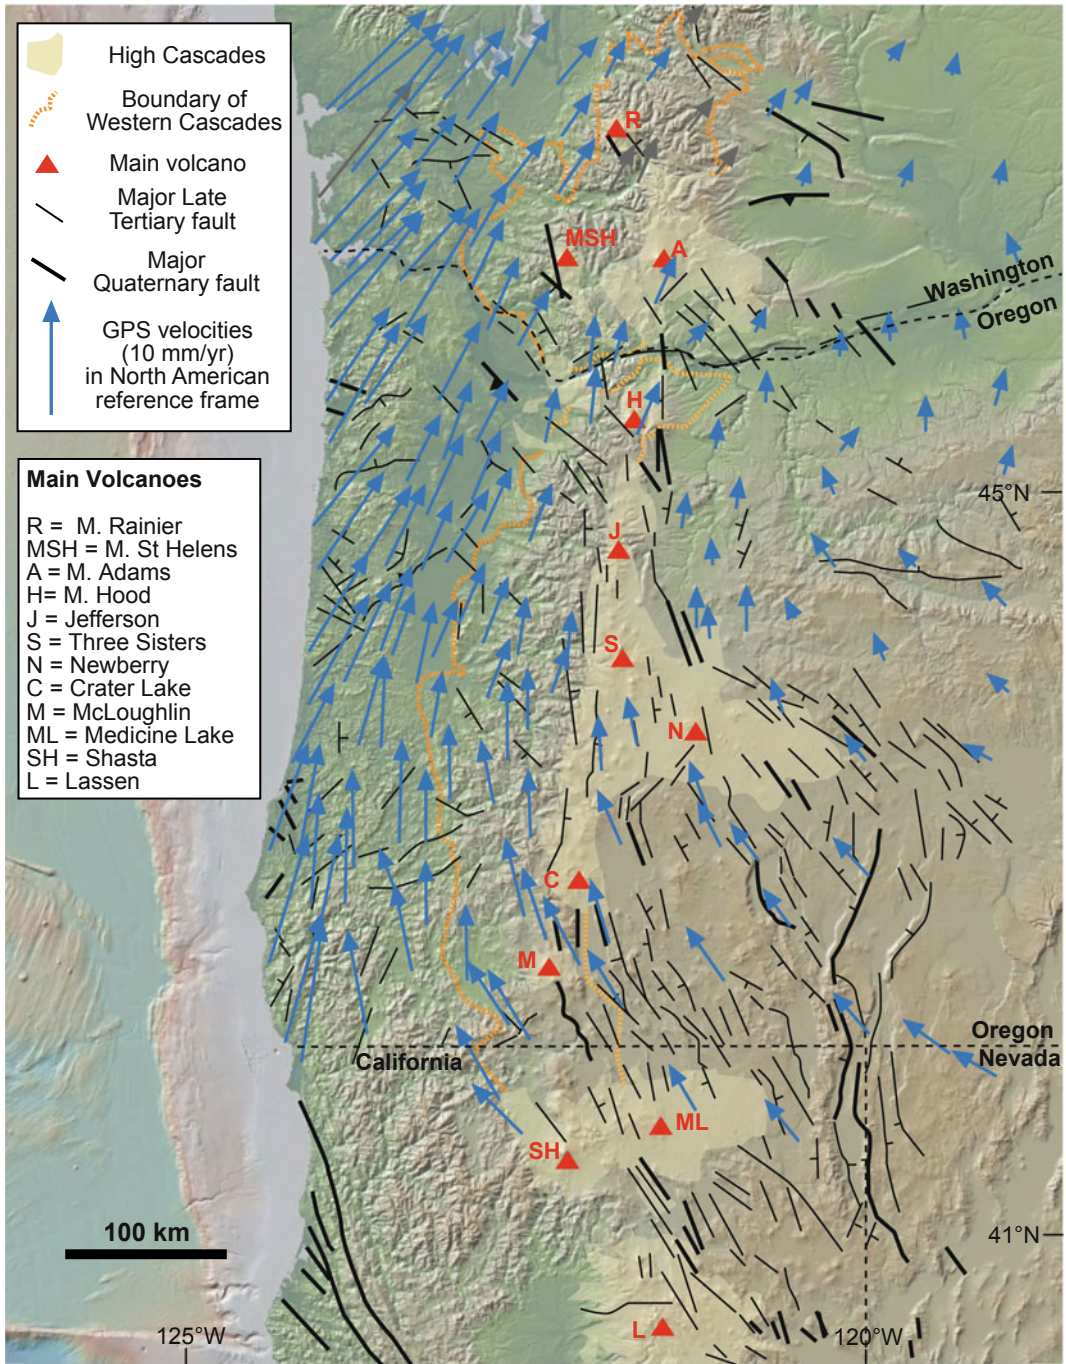 High Cascades
Boundary of
Western Cascades
Main volcano
Major Late
Tertiary fault
Major
Quaternary fault
GPS velocities
(10 mm/yr)
in North American
reference frame
Main Volcanoes
R = M. Rainier
MSH = M. St Helens
A = M. Adams
H= M. Hood
J = Jefferson
S = Three Sisters
N = Newberry
C = Crater Lake
M = McLoughlin
ML = Medicine Lake
SH = Shasta
L = Lassen
R
MSH
A
Washington
Oregon
H
45°N
J
S
N
C
M
Oregon
California
Nevada
ML
SH
100 km
41°N
L
125°W
120°W